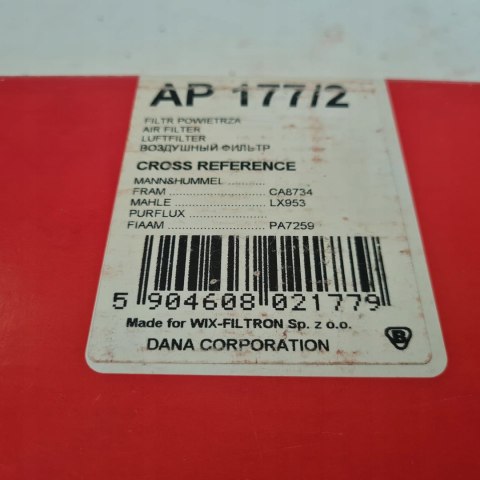 AP 177/2
FILTR POWIETRZA
AIR FILTER
LUFTFILTER
ВОЗДУШНЫЙ ФИЛЬТР
CROSS REFERENCE
MANN&HUMMEL ..........
FRAM .......................... CA8734
MAHLE ........................ LX953
PURFLUX .....................
FIAAM .......................... PA7259
5 904608 021779
Made for WIX-FILTRON Sp. z o.o.
DANA CORPORATION
B